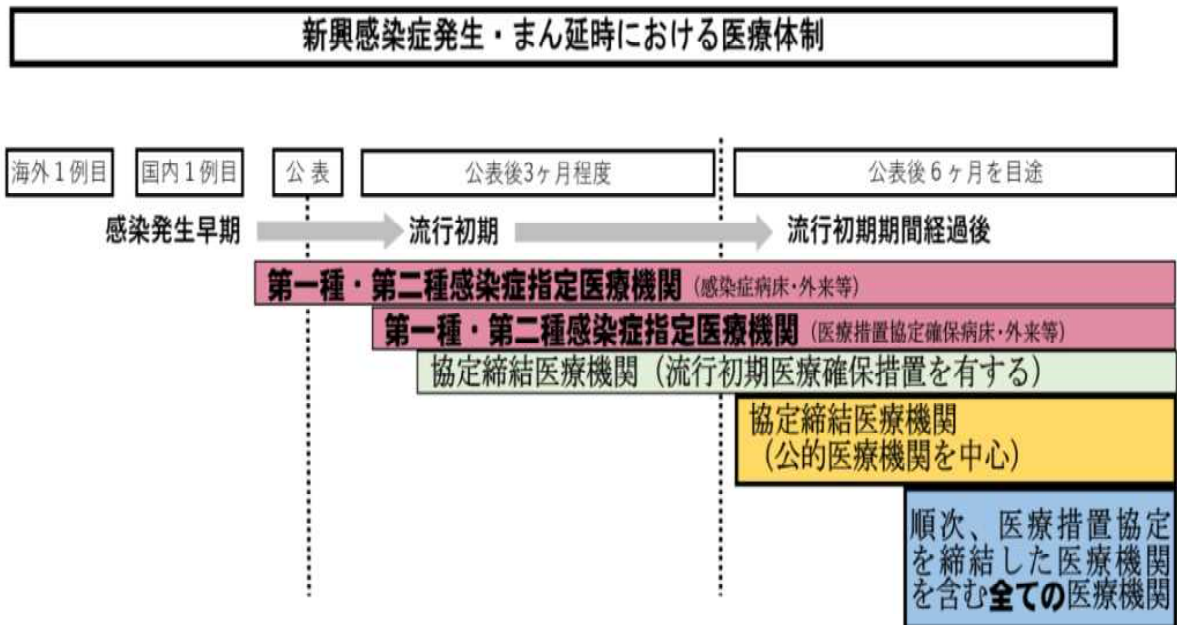 新興感染症発生・まん延時における医療体制
海外１例目
国内１例目
公 表
公表後3ヶ月程度
公表後６ヶ月を目途
感染発生早期
流行初期
流行初期期間経過後
第一種・第二種感染症指定医療機関（感染症病床・外来等）
第一種・第二種感染症指定医療機関（医療措置協定確保病床・外来等）
協定締結医療機関（流行初期医療確保措置を有する）
協定締結医療機関
（公的医療機関を中心）
順次、医療措置協定
を締結した医療機関
を含む全ての医療機関